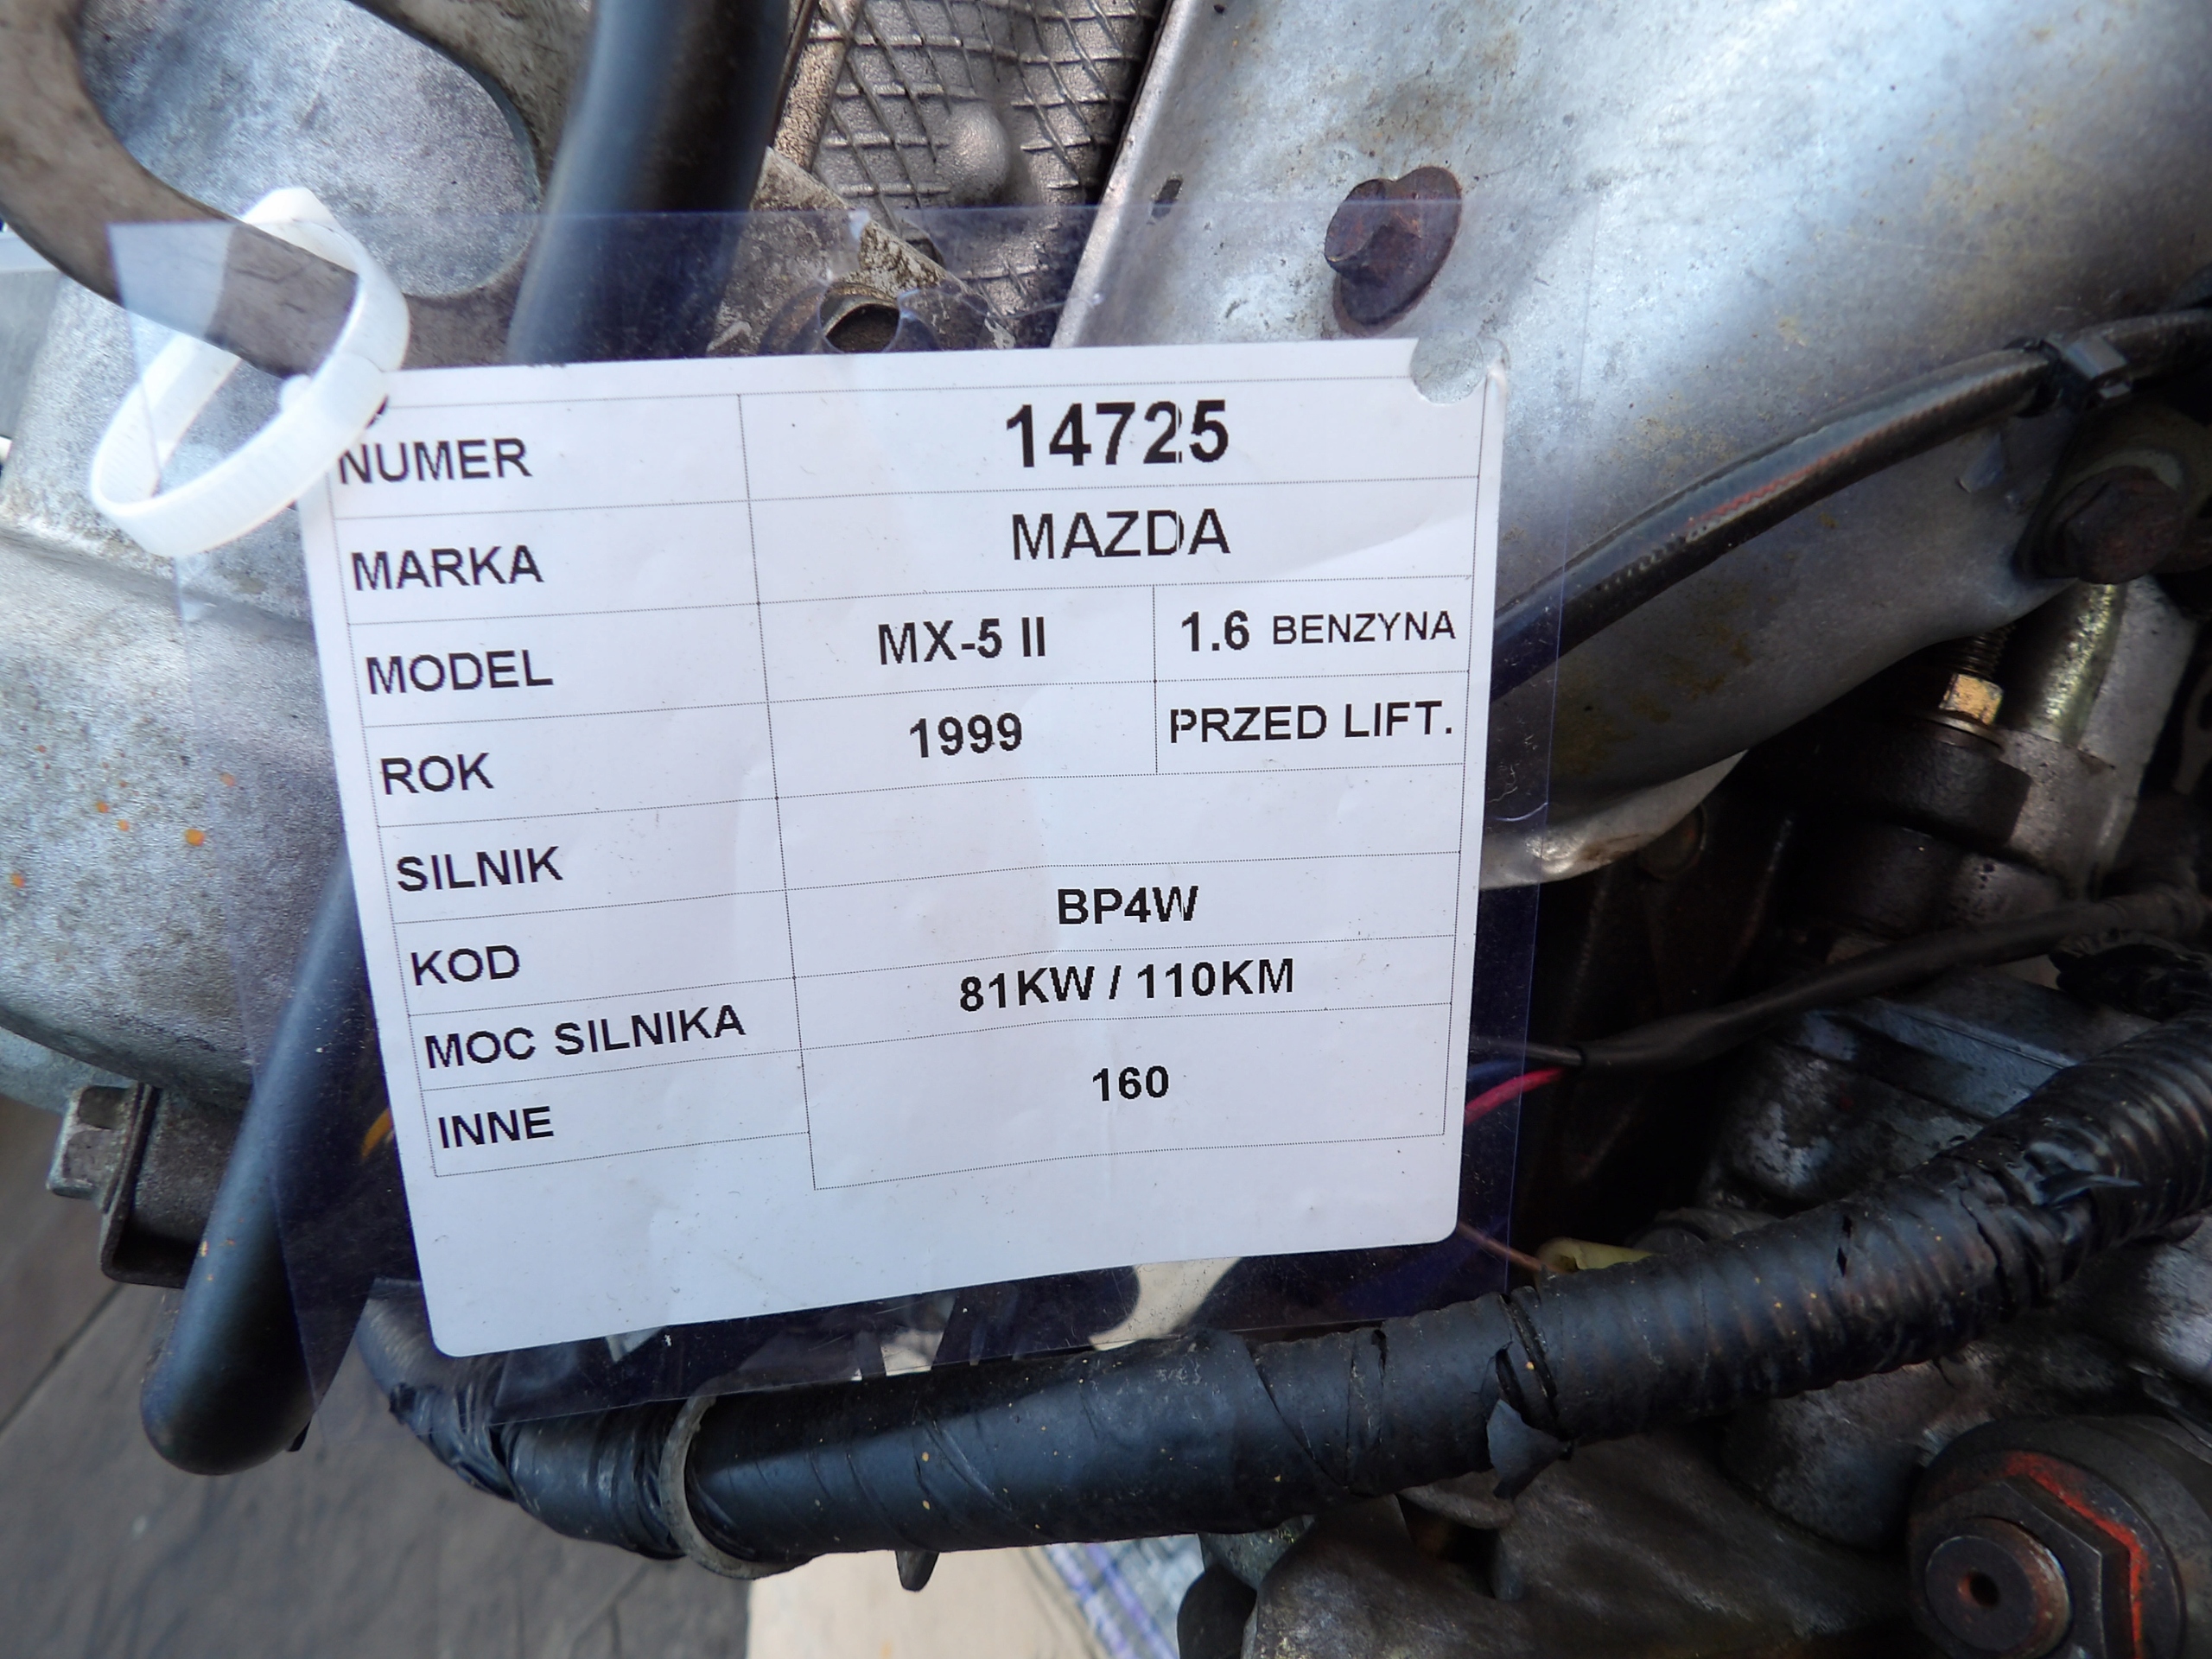 NUMER 14725
MARKA MAZDA
MODEL MX-5 II 1.6 BENZYNA
ROK 1999 PRZED LIFT.
SILNIK
KOD BP4W
MOC SILNIKA 81KW / 110KM
INNE 160